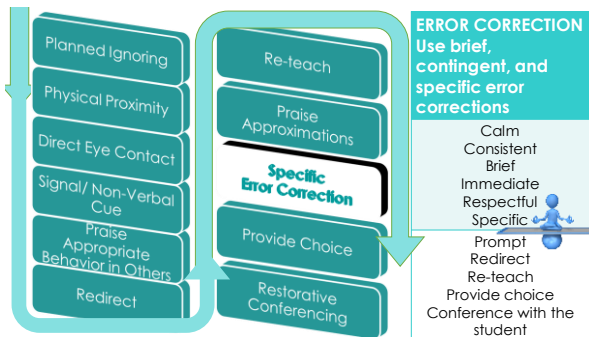 Planned Ignoring
Physical Proximity
Direct Eye Contact
Signal/ Non-Verbal
Cue
Praise
Appropriate
Behavior in Others
Redirect
Re-teach
Praise
Approximations
Specific
Error Correction
Provide Choice
Restorative
Conferencing
ERROR CORRECTION
Use brief,
contingent, and
specific error
corrections
Calm
Consistent
Brief
Immediate
Respectful
Specific
Prompt
Redirect
Re-teach
Provide choice
Conference with the
student